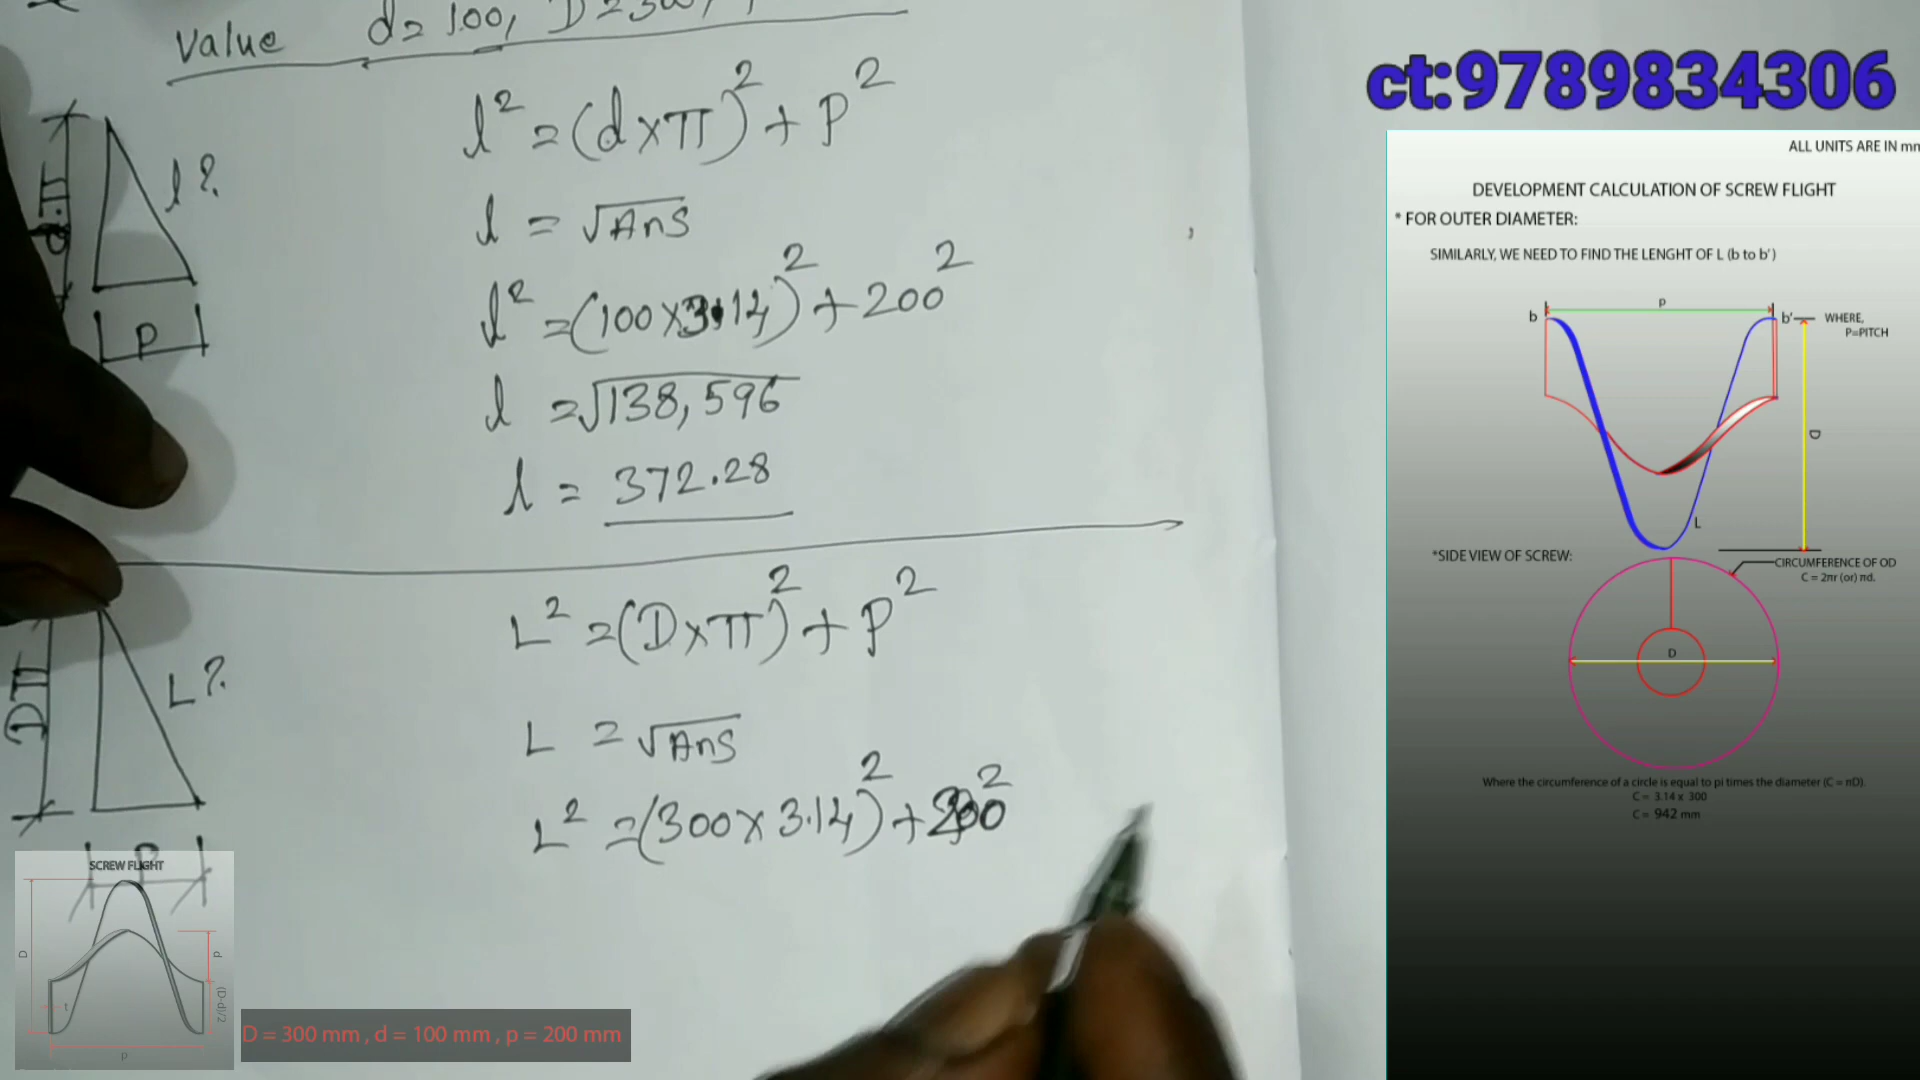 Value d= 100, D=300,
l² = (d×π)² + P²
l = √Ans
l² = (100×3.14)² + 200²
l = √138,596
l = 372.28
d.π
l?
P
L² = (D×π)² + P²
L = √Ans
L² = (300×3.14)² + 200²
Dπ
L?
P
SCREW FLIGHT
D
d
(D-d)/2
t
p
D = 300 mm , d = 100 mm , p = 200 mm
ct:9789834306
ALL UNITS ARE IN mm
DEVELOPMENT CALCULATION OF SCREW FLIGHT
* FOR OUTER DIAMETER:
SIMILARLY, WE NEED TO FIND THE LENGHT OF L (b to b')
P
b
b'
WHERE,
P=PITCH
D
L
*SIDE VIEW OF SCREW:
CIRCUMFERENCE OF OD
C = 2πr (or) πd.
D
Where the circumference of a circle is equal to pi times the diameter (C = πD).
C = 3.14 x 300
C = 942 mm